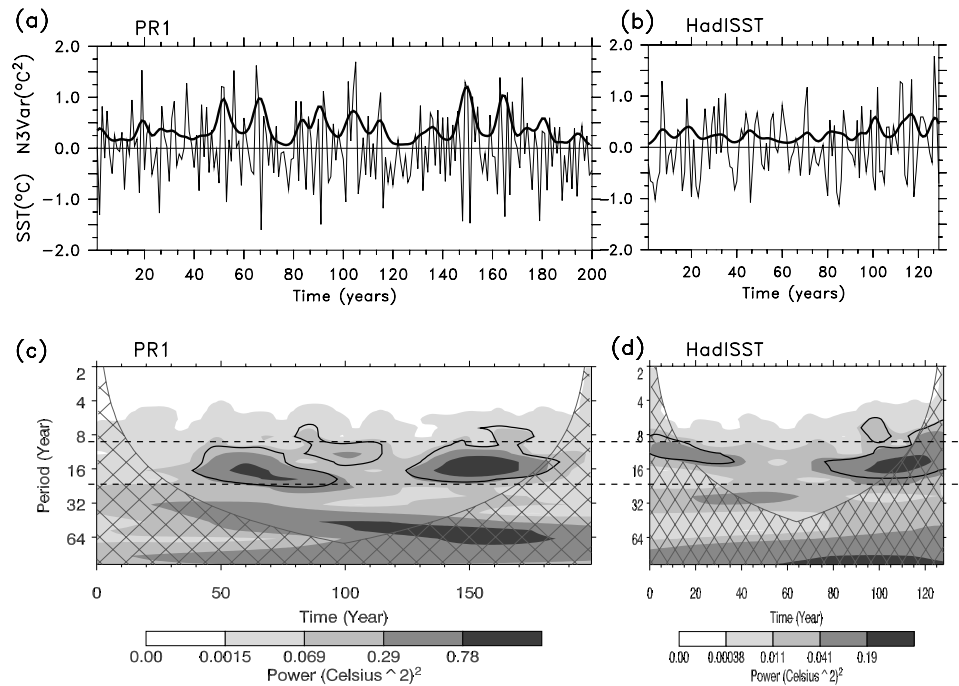 (a) PR1
(b) HadISST
N3Var(°C²)
SST(°C)
2.0
1.0
0.0
−1.0
−2.0
20 40 60 80 100 120 140 160 180 200
Time (years)
2.0
1.0
0.0
−1.0
−2.0
20 40 60 80 100 120
Time (years)
(c) PR1
(d) HadISST
Period (Year)
2
4
8
16
32
64
0 50 100 150
Time (Year)
0.00 0.0015 0.069 0.29 0.78
Power (Celsius^2)²
2
4
8
16
32
64
0 20 40 60 80 100 120
Time (Year)
0.00 0.00038 0.011 0.041 0.19
Power (Celsius^2)²